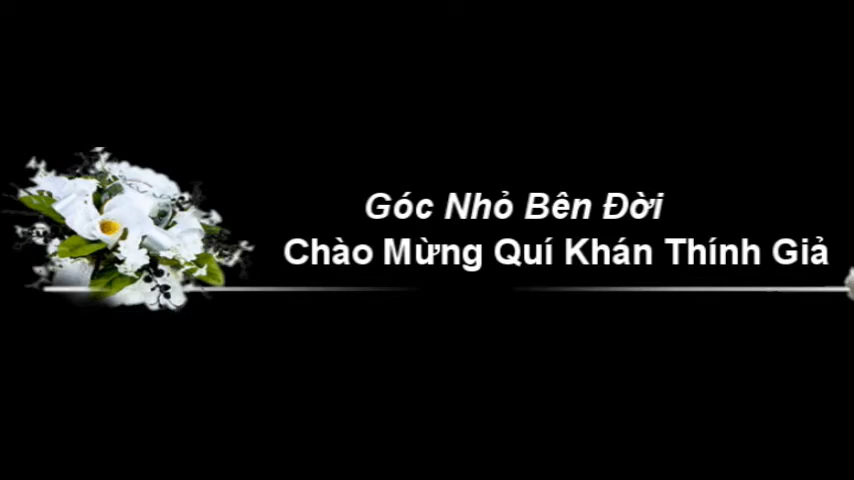 Góc Nhỏ Bên Đời
Chào Mừng Quí Khán Thính Giả